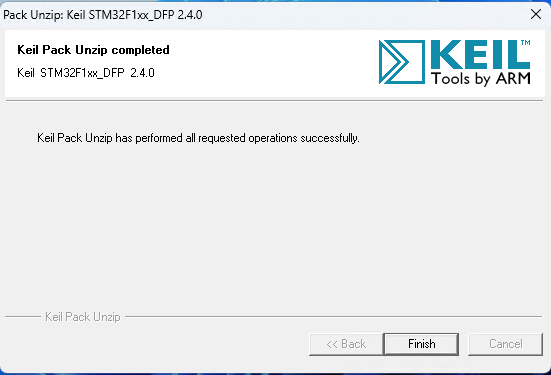 Pack Unzip: Keil STM32F1xx_DFP 2.4.0
Keil Pack Unzip completed
Keil STM32F1xx_DFP 2.4.0
KEIL™
Tools by ARM
Keil Pack Unzip has performed all requested operations successfully.
Keil Pack Unzip
<< Back
Finish
Cancel